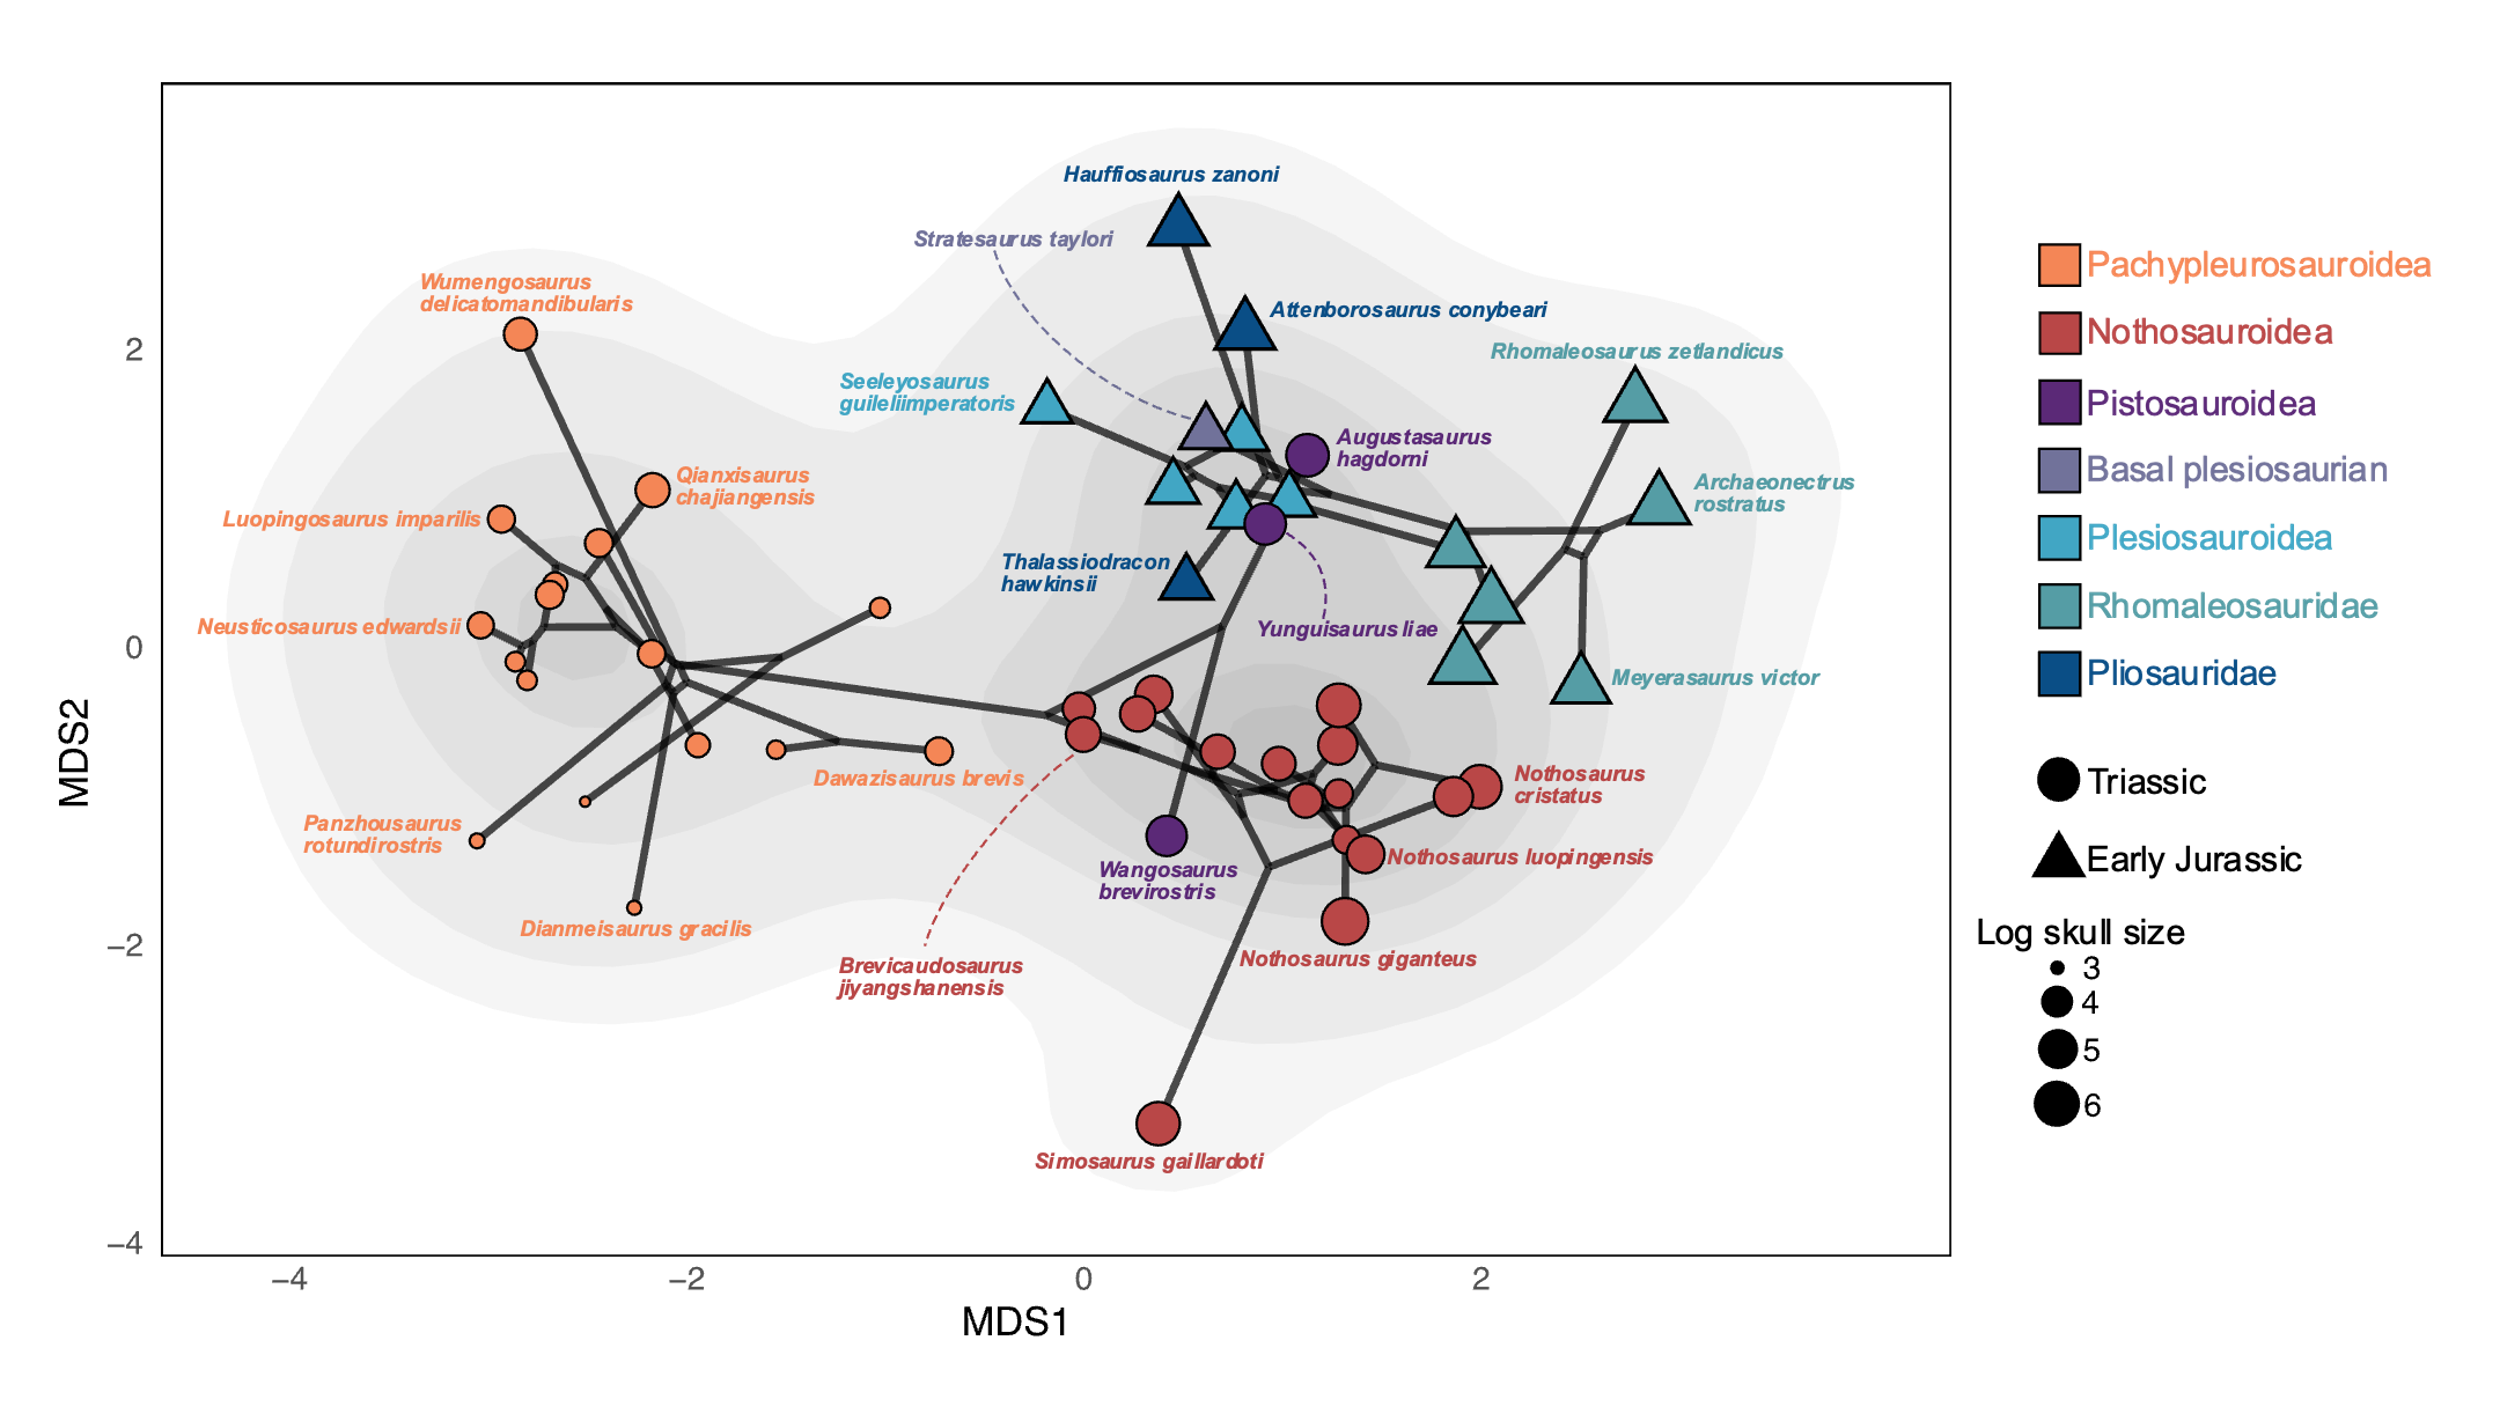 Hauffiosaurus zanoni
Stratesaurus taylori
Wumengosaurus
delicatomandibularis
Attenborosaurus conybeari
Rhomaleosaurus zetlandicus
Seeleyosaurus
guileliimperatoris
Augustasaurus
hagdorni
Qianxisaurus
chajiangensis
Archaeonectrus
rostratus
Luopingosaurus imparilis
Thalassiodracon
hawkinsii
Neusticosaurus edwardsii
Yunguisaurus liae
Meyerasaurus victor
Dawazisaurus brevis
Nothosaurus
cristatus
Panzhousaurus
rotundirostris
Nothosaurus luopingensis
Wangosaurus
brevirostris
Dianmeisaurus gracilis
Nothosaurus giganteus
Brevicaudosaurus
jiyangshanensis
Simosaurus gaillardoti
2
0
−2
−4
MDS2
−4
−2
0
2
MDS1
Pachypleurosauroidea
Nothosauroidea
Pistosauroidea
Basal plesiosaurian
Plesiosauroidea
Rhomaleosauridae
Pliosauridae
Triassic
Early Jurassic
Log skull size
3
4
5
6